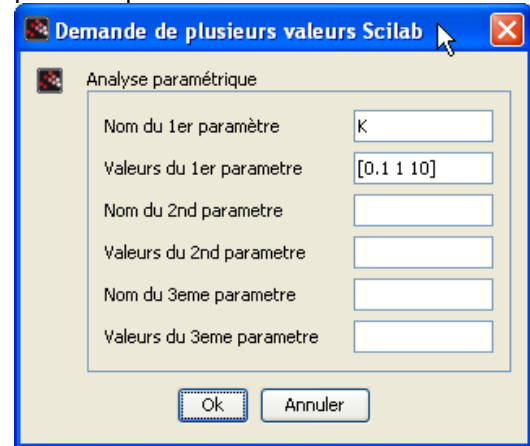 Demande de plusieurs valeurs Scilab
Analyse paramétrique
Nom du 1er paramètre K
Valeurs du 1er parametre [0.1 1 10]
Nom du 2nd parametre
Valeurs du 2nd parametre
Nom du 3eme parametre
Valeurs du 3eme parametre
Ok Annuler